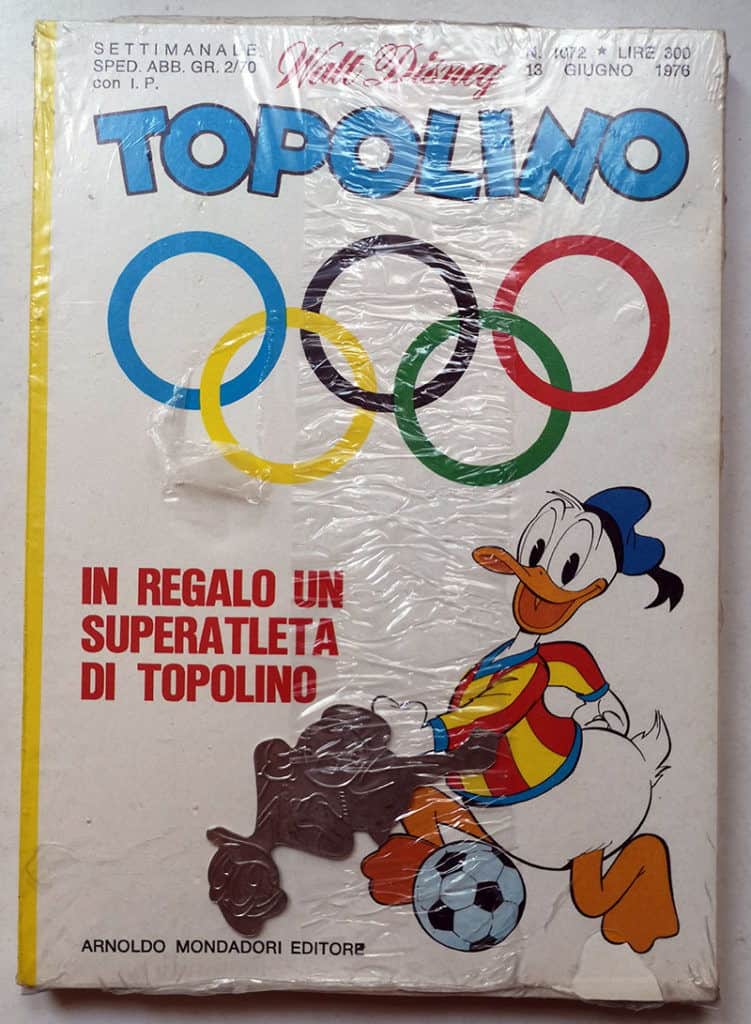 SETTIMANALE
SPED. ABB. GR. 2/70
con I. P.
Walt Disney
N. 1072 * LIRE 300
13 GIUGNO 1976
TOPOLINO
IN REGALO UN
SUPERATLETA
DI TOPOLINO
ARNOLDO MONDADORI EDITORE